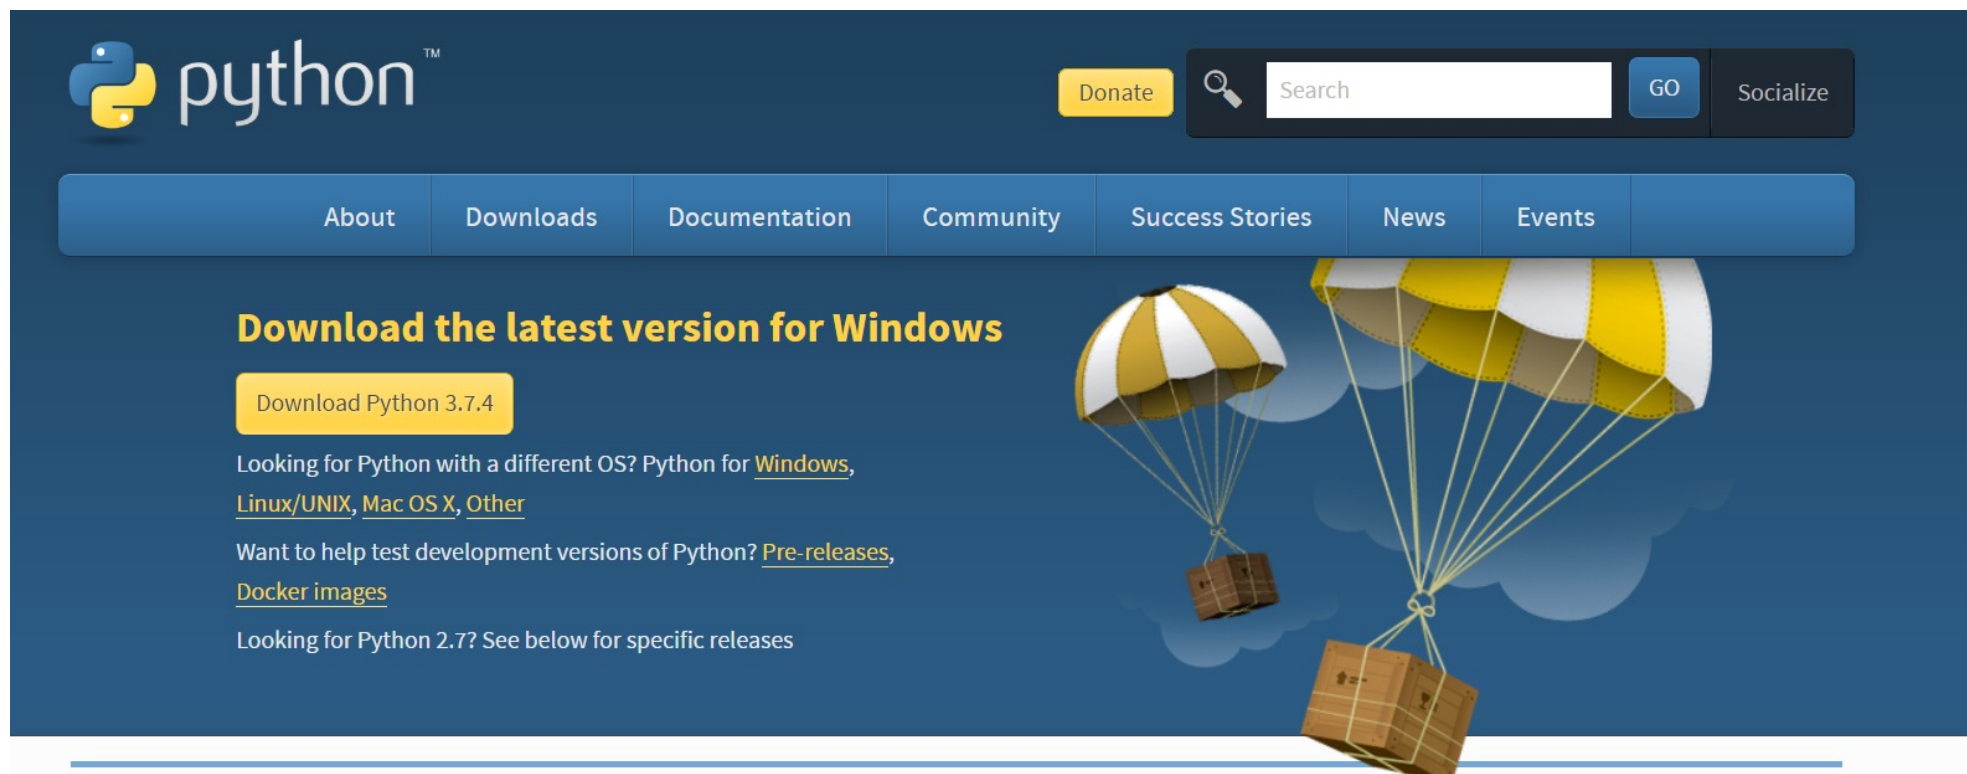 python™
Donate
Search
GO
Socialize
About
Downloads
Documentation
Community
Success Stories
News
Events
Download the latest version for Windows
Download Python 3.7.4
Looking for Python with a different OS? Python for Windows,
Linux/UNIX, Mac OS X, Other
Want to help test development versions of Python? Pre-releases,
Docker images
Looking for Python 2.7? See below for specific releases